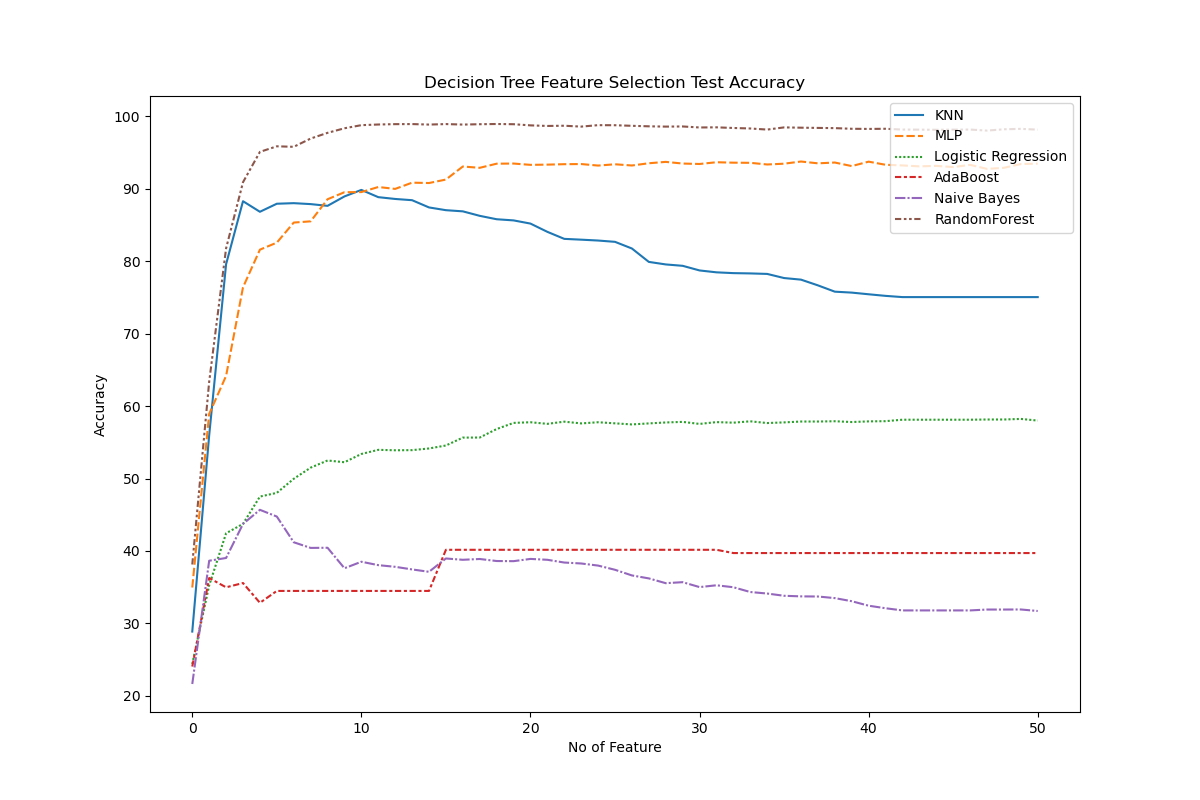 Decision Tree Feature Selection Test Accuracy
100
90
80
70
60
50
40
30
20
Accuracy
KNN
MLP
Logistic Regression
AdaBoost
Naive Bayes
RandomForest
0
10
20
30
40
50
No of Feature